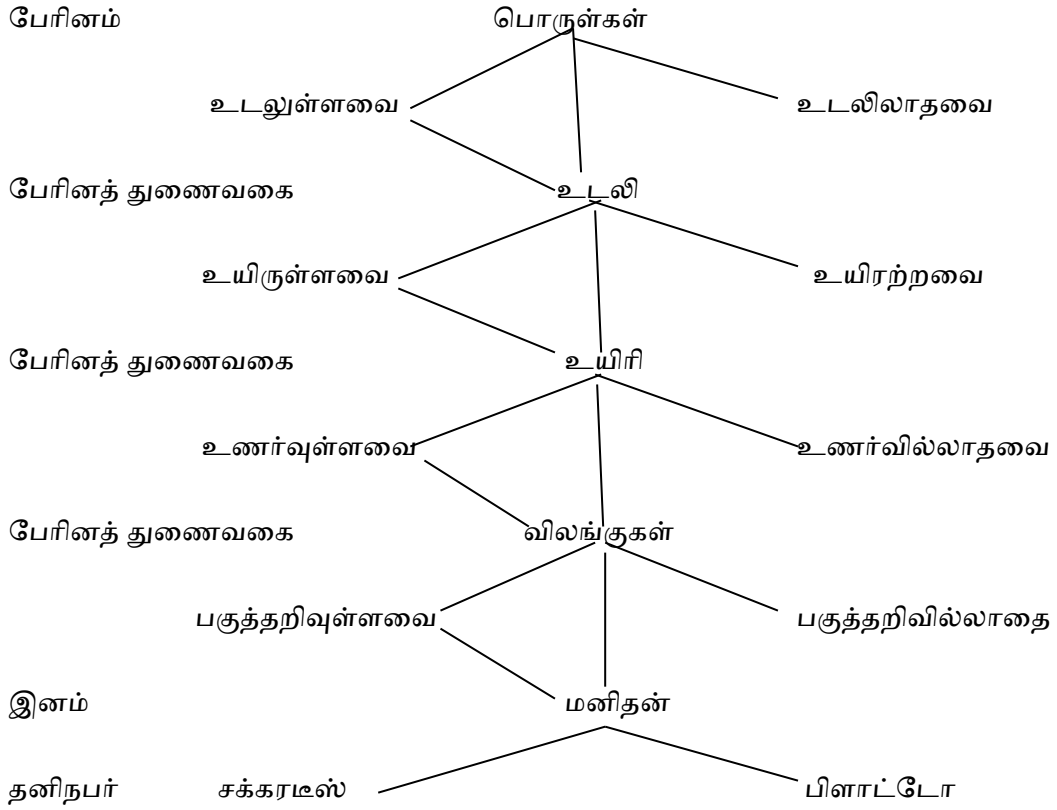 பேரினம் பொருள்கள்
உடலுள்ளவை உடலிலாதவை
பேரினத் துணைவகை உடலி
உயிருள்ளவை உயிரற்றவை
பேரினத் துணைவகை உயிரி
உணர்வுள்ளவை உணர்வில்லாதவை
பேரினத் துணைவகை விலங்குகள்
பகுத்தறிவுள்ளவை பகுத்தறிவில்லாதை
இனம் மனிதன்
தனிநபர் சக்கரடீஸ் பிளாட்டோ